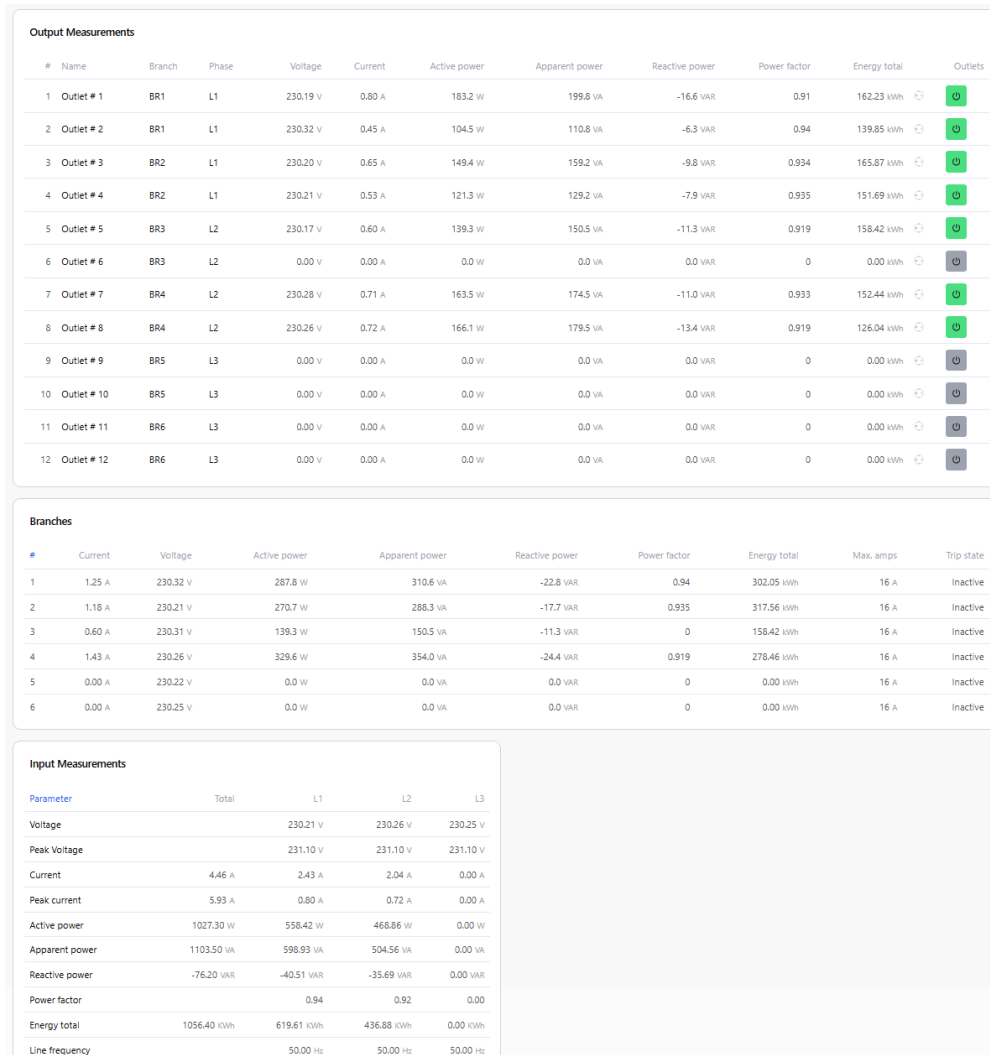 Output Measurements
# Name Branch Phase Voltage Current Active power Apparent power Reactive power Power factor Energy total Outlets
1 Outlet # 1 BR1 L1 230.19 V 0.80 A 183.2 W 199.8 VA -16.6 VAR 0.91 162.23 kWh
2 Outlet # 2 BR1 L1 230.32 V 0.45 A 104.5 W 110.8 VA -6.3 VAR 0.94 139.85 kWh
3 Outlet # 3 BR2 L1 230.20 V 0.65 A 149.4 W 159.2 VA -9.8 VAR 0.934 165.87 kWh
4 Outlet # 4 BR2 L1 230.21 V 0.53 A 121.3 W 129.2 VA -7.9 VAR 0.935 151.69 kWh
5 Outlet # 5 BR3 L2 230.17 V 0.60 A 139.3 W 150.5 VA -11.3 VAR 0.919 158.42 kWh
6 Outlet # 6 BR3 L2 0.00 V 0.00 A 0.0 W 0.0 VA 0.0 VAR 0 0.00 kWh
7 Outlet # 7 BR4 L2 230.28 V 0.71 A 163.5 W 174.5 VA -11.0 VAR 0.933 152.44 kWh
8 Outlet # 8 BR4 L2 230.26 V 0.72 A 166.1 W 179.5 VA -13.4 VAR 0.919 126.04 kWh
9 Outlet # 9 BR5 L3 0.00 V 0.00 A 0.0 W 0.0 VA 0.0 VAR 0 0.00 kWh
10 Outlet # 10 BR5 L3 0.00 V 0.00 A 0.0 W 0.0 VA 0.0 VAR 0 0.00 kWh
11 Outlet # 11 BR6 L3 0.00 V 0.00 A 0.0 W 0.0 VA 0.0 VAR 0 0.00 kWh
12 Outlet # 12 BR6 L3 0.00 V 0.00 A 0.0 W 0.0 VA 0.0 VAR 0 0.00 kWh
Branches
# Current Voltage Active power Apparent power Reactive power Power factor Energy total Max. amps Trip state
1 1.25 A 230.32 V 287.8 W 310.6 VA -22.8 VAR 0.94 302.05 kWh 16 A Inactive
2 1.18 A 230.21 V 270.7 W 288.3 VA -17.7 VAR 0.935 317.56 kWh 16 A Inactive
3 0.60 A 230.31 V 139.3 W 150.5 VA -11.3 VAR 0 158.42 kWh 16 A Inactive
4 1.43 A 230.26 V 329.6 W 354.0 VA -24.4 VAR 0.919 278.46 kWh 16 A Inactive
5 0.00 A 230.22 V 0.0 W 0.0 VA 0.0 VAR 0 0.00 kWh 16 A Inactive
6 0.00 A 230.25 V 0.0 W 0.0 VA 0.0 VAR 0 0.00 kWh 16 A Inactive
Input Measurements
Parameter Total L1 L2 L3
Voltage 230.21 V 230.26 V 230.25 V
Peak Voltage 231.10 V 231.10 V 231.10 V
Current 4.46 A 2.43 A 2.04 A 0.00 A
Peak current 5.93 A 0.80 A 0.72 A 0.00 A
Active power 1027.30 W 558.42 W 468.86 W 0.00 W
Apparent power 1103.50 VA 598.93 VA 504.56 VA 0.00 VA
Reactive power -76.20 VAR -40.51 VAR -35.69 VAR 0.00 VAR
Power factor 0.94 0.92 0.00
Energy total 1056.40 KWh 619.61 KWh 436.88 KWh 0.00 KWh
Line frequency 50.00 Hz 50.00 Hz 50.00 Hz